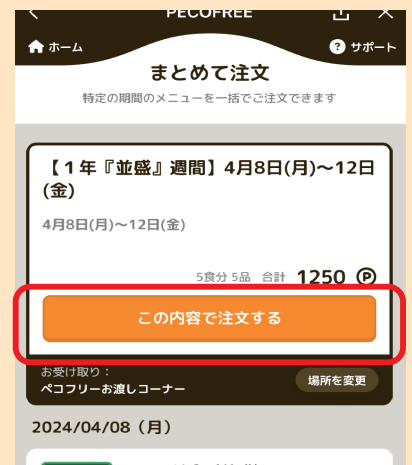 PECOFREE
ホーム
? サポート
まとめて注文
特定の期間のメニューを一括でご注文できます
【１年『並盛』週間】4月8日(月)～12日
(金)
4月8日(月)～12日(金)
5食分 5品 合計 1250 Ⓟ
この内容で注文する
お受け取り：
ペコフリーお渡しコーナー
場所を変更
2024/04/08（月）